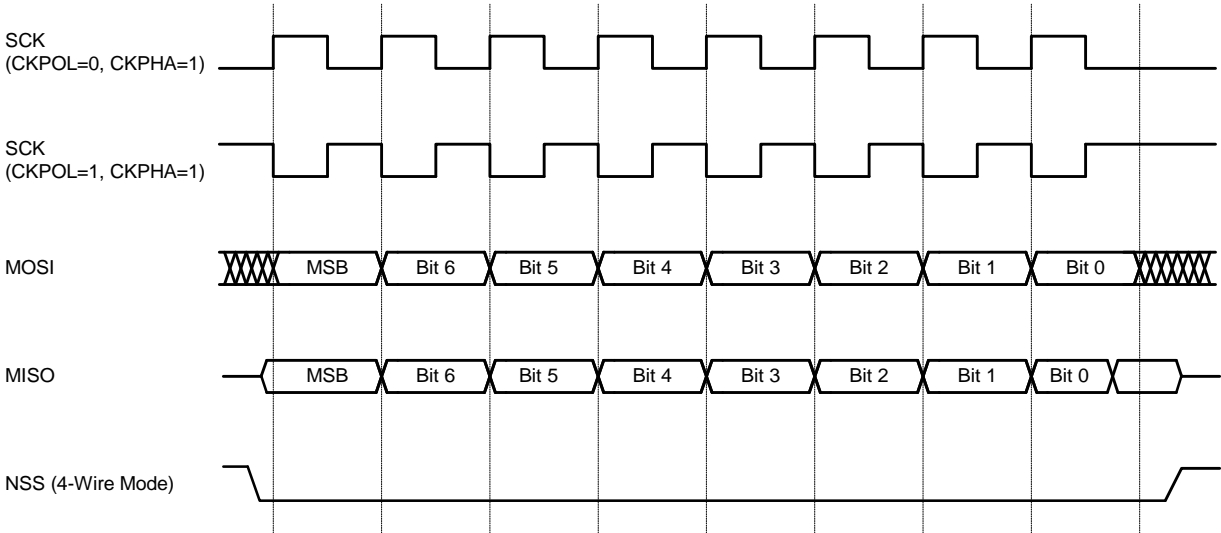 SCK
(CKPOL=0, CKPHA=1)
SCK
(CKPOL=1, CKPHA=1)
MOSI
MSB Bit 6 Bit 5 Bit 4 Bit 3 Bit 2 Bit 1 Bit 0
MISO
MSB Bit 6 Bit 5 Bit 4 Bit 3 Bit 2 Bit 1 Bit 0
NSS (4-Wire Mode)